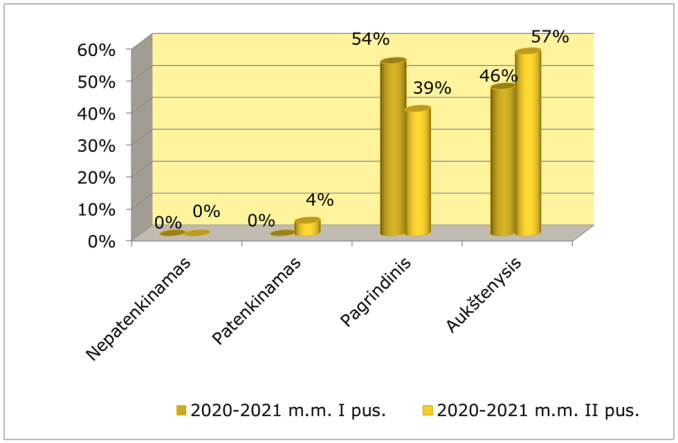 60%
50%
40%
30%
20%
10%
0%
0%
0%
0%
4%
54%
39%
46%
57%
Nepatenkinamas
Patenkinamas
Pagrindinis
Aukštenysis
2020-2021 m.m. I pus.
2020-2021 m.m. II pus.